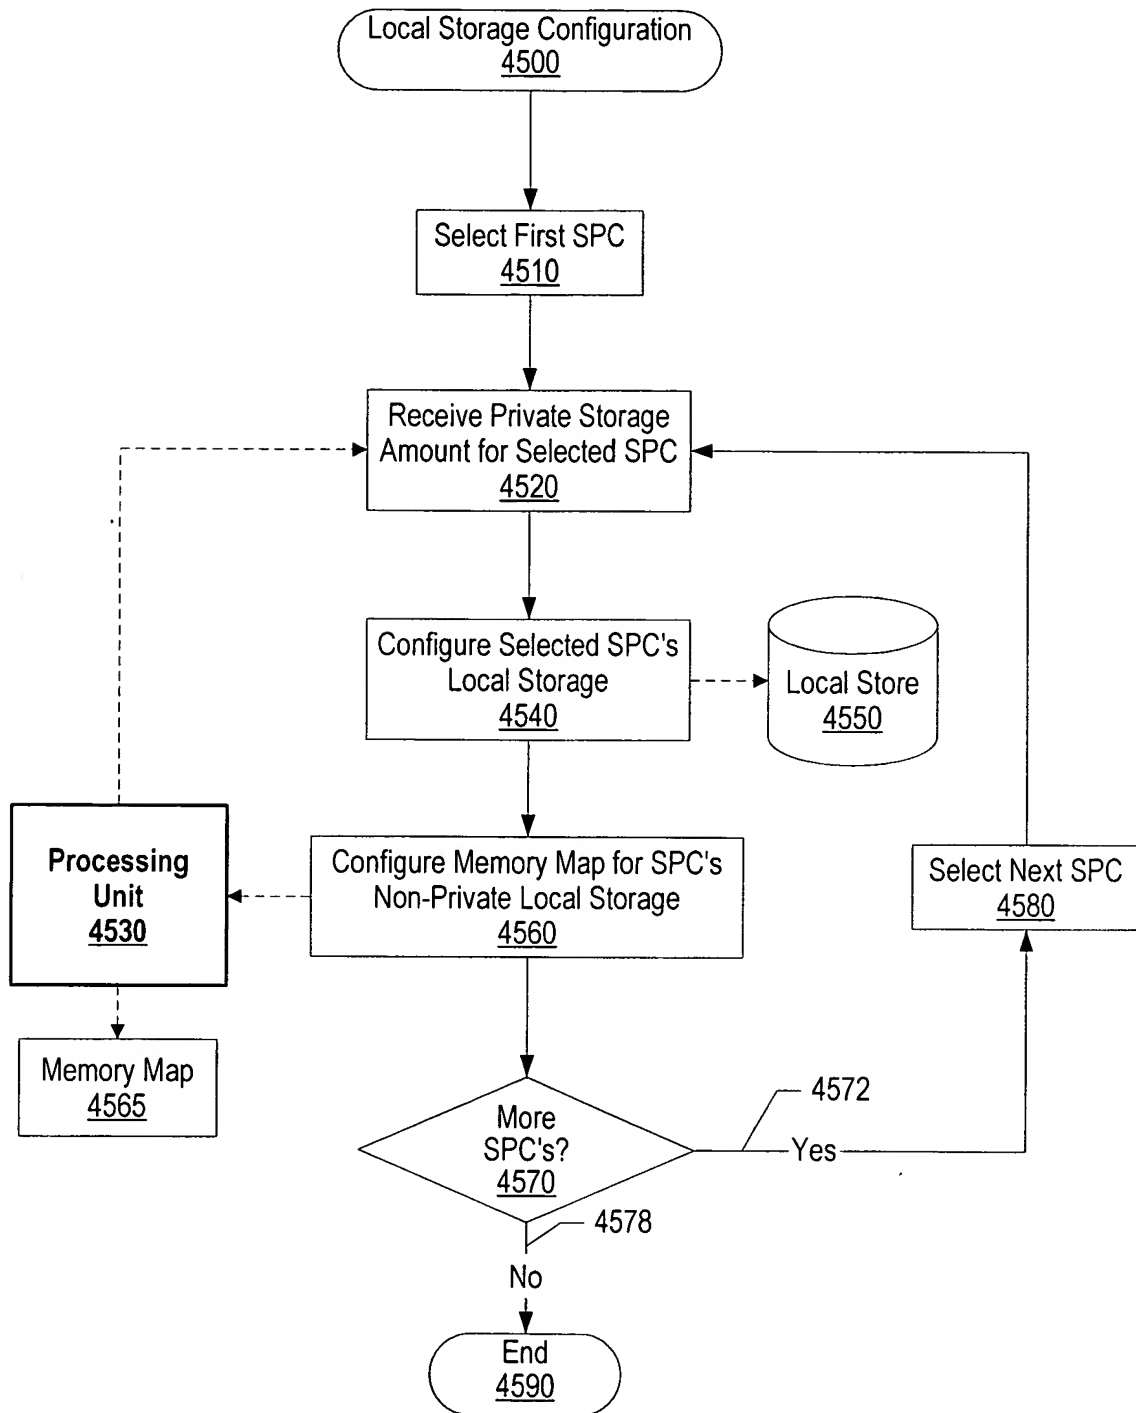 Local Storage Configuration
4500
Select First SPC
4510
Receive Private Storage
Amount for Selected SPC
4520
Configure Selected SPC's
Local Storage
4540
Local Store
4550
Processing
Unit
4530
Configure Memory Map for SPC's
Non-Private Local Storage
4560
Select Next SPC
4580
Memory Map
4565
More
SPC's?
4570
4572
Yes
4578
No
End
4590